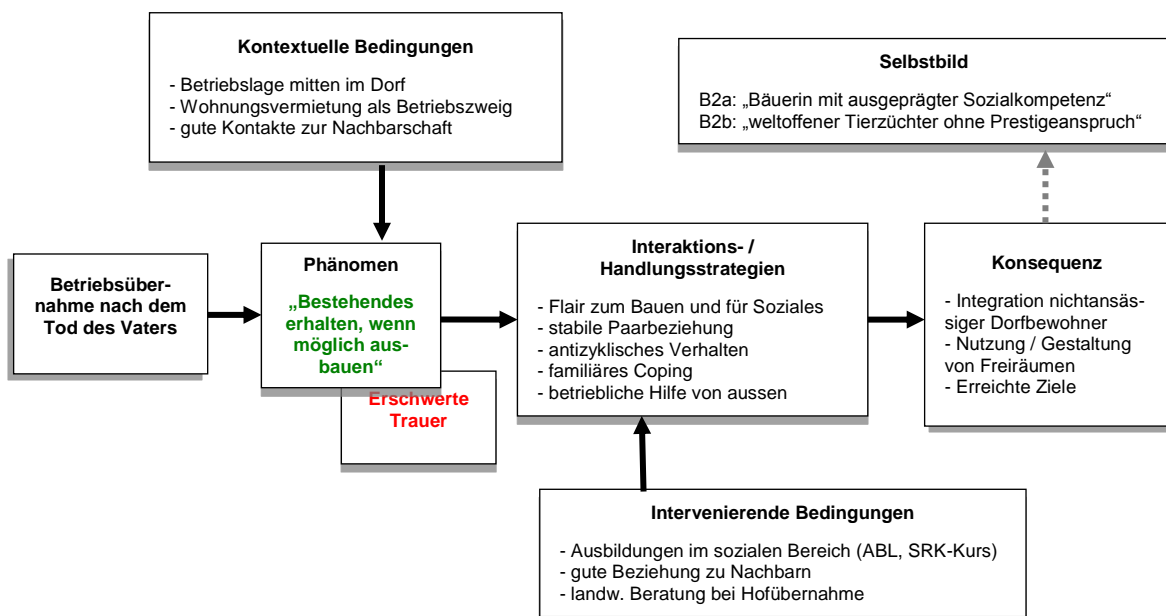 Kontextuelle Bedingungen
- Betriebslage mitten im Dorf
- Wohnungsvermietung als Betriebszweig
- gute Kontakte zur Nachbarschaft
Selbstbild
B2a: „Bäuerin mit ausgeprägter Sozialkompetenz“
B2b: „weltoffener Tierzüchter ohne Prestigeanspruch“
Betriebsüber-
nahme nach dem
Tod des Vaters
Phänomen
„Bestehendes
erhalten, wenn
möglich aus-
bauen“
Erschwerte
Trauer
Interaktions- /
Handlungsstrategien
- Flair zum Bauen und für Soziales
- stabile Paarbeziehung
- antizyklisches Verhalten
- familiäres Coping
- betriebliche Hilfe von aussen
Konsequenz
- Integration nichtansäs-
siger Dorfbewohner
- Nutzung / Gestaltung
von Freiräumen
- Erreichte Ziele
Intervenierende Bedingungen
- Ausbildungen im sozialen Bereich (ABL, SRK-Kurs)
- gute Beziehung zu Nachbarn
- landw. Beratung bei Hofübernahme